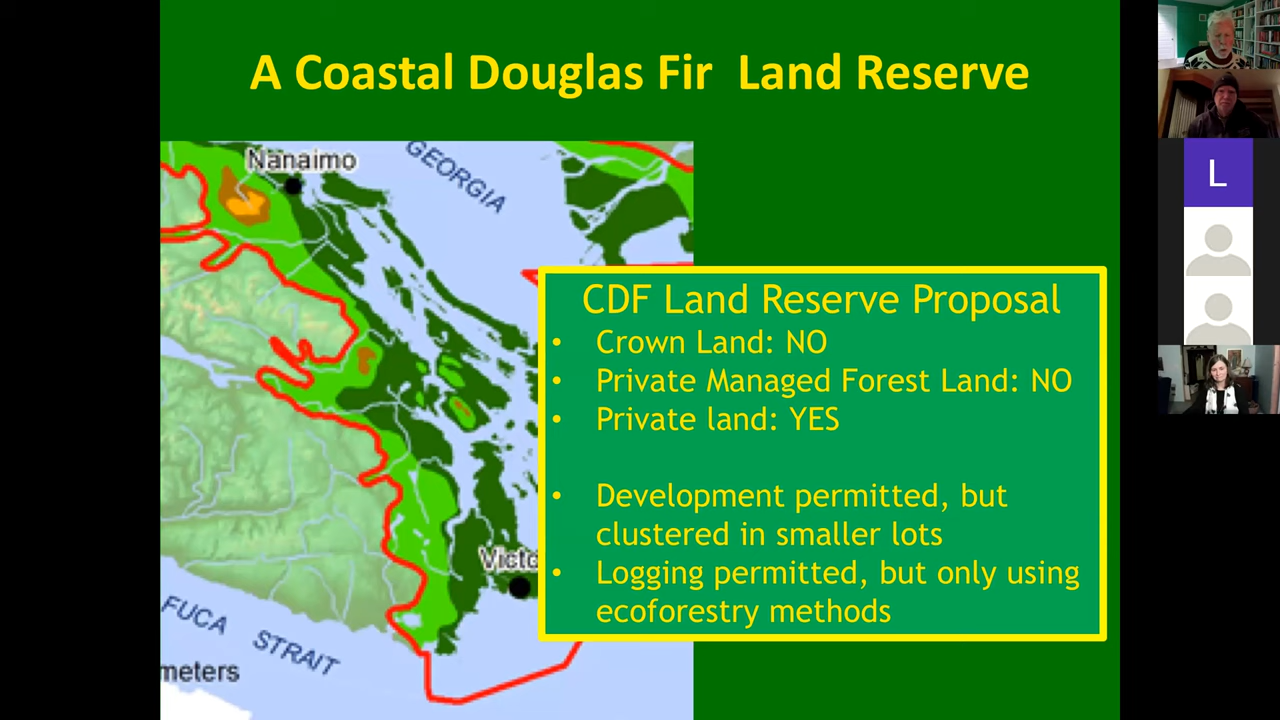 A Coastal Douglas Fir Land Reserve
Nanaimo
GEORGIA
CDF Land Reserve Proposal
• Crown Land: NO
• Private Managed Forest Land: NO
• Private land: YES
• Development permitted, but
clustered in smaller lots
• Logging permitted, but only using
ecoforestry methods
Victo
FUCA STRAIT
meters
L